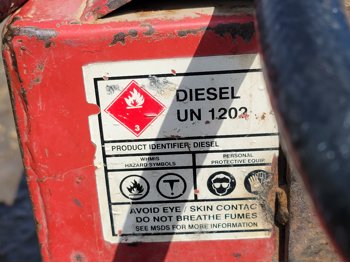 DIESEL
UN 1202
3
PRODUCT IDENTIFIER: DIESEL
WHMIS
HAZARD SYMBOLS
PERSONAL
PROTECTIVE EQUIP
AVOID EYE / SKIN CONTAC
DO NOT BREATHE FUMES
SEE MSDS FOR MORE INFORMATION